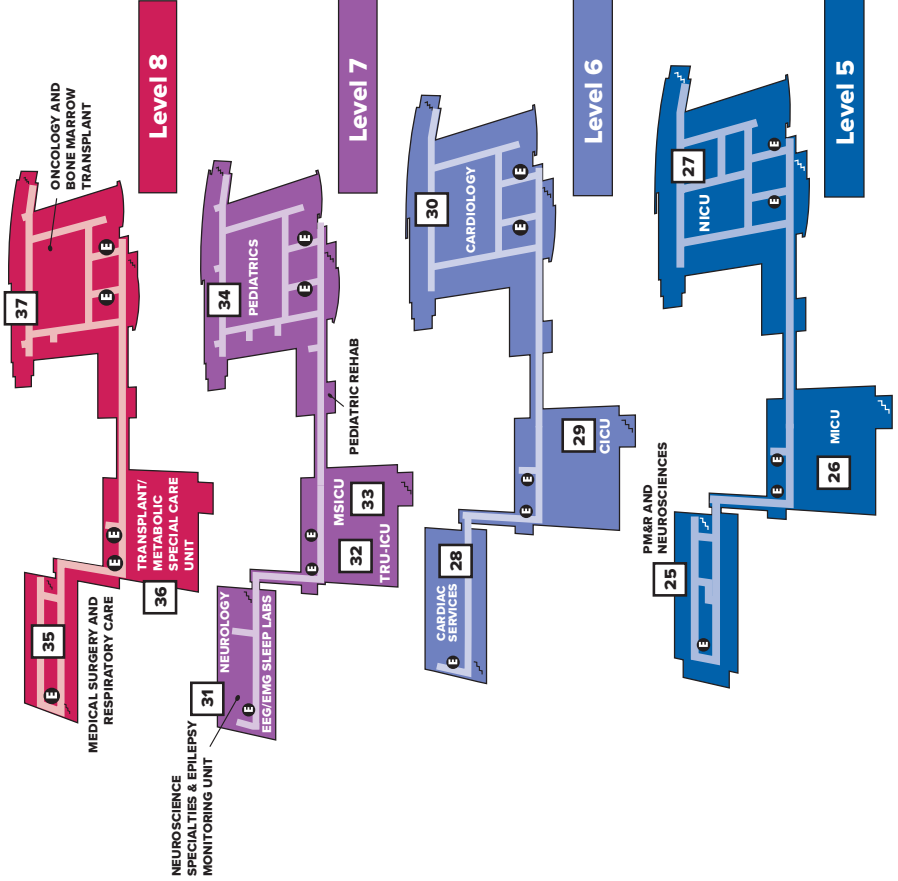 Level 8
ONCOLOGY AND
BONE MARROW
TRANSPLANT
37
E
E
E
E
TRANSPLANT/
METABOLIC
SPECIAL CARE
UNIT
36
35
E
MEDICAL SURGERY AND
RESPIRATORY CARE
Level 7
34
PEDIATRICS
E
E
PEDIATRIC REHAB
MSICU
33
32
TRU-ICU
E
E
NEUROLOGY
EEG/EMG SLEEP LABS
31
E
NEUROSCIENCE
SPECIALTIES & EPILEPSY
MONITORING UNIT
Level 6
30
CARDIOLOGY
E
E
29
CICU
E
E
28
CARDIAC
SERVICES
E
Level 5
27
NICU
E
E
MICU
26
E
E
PM&R AND
NEUROSCIENCES
25
E